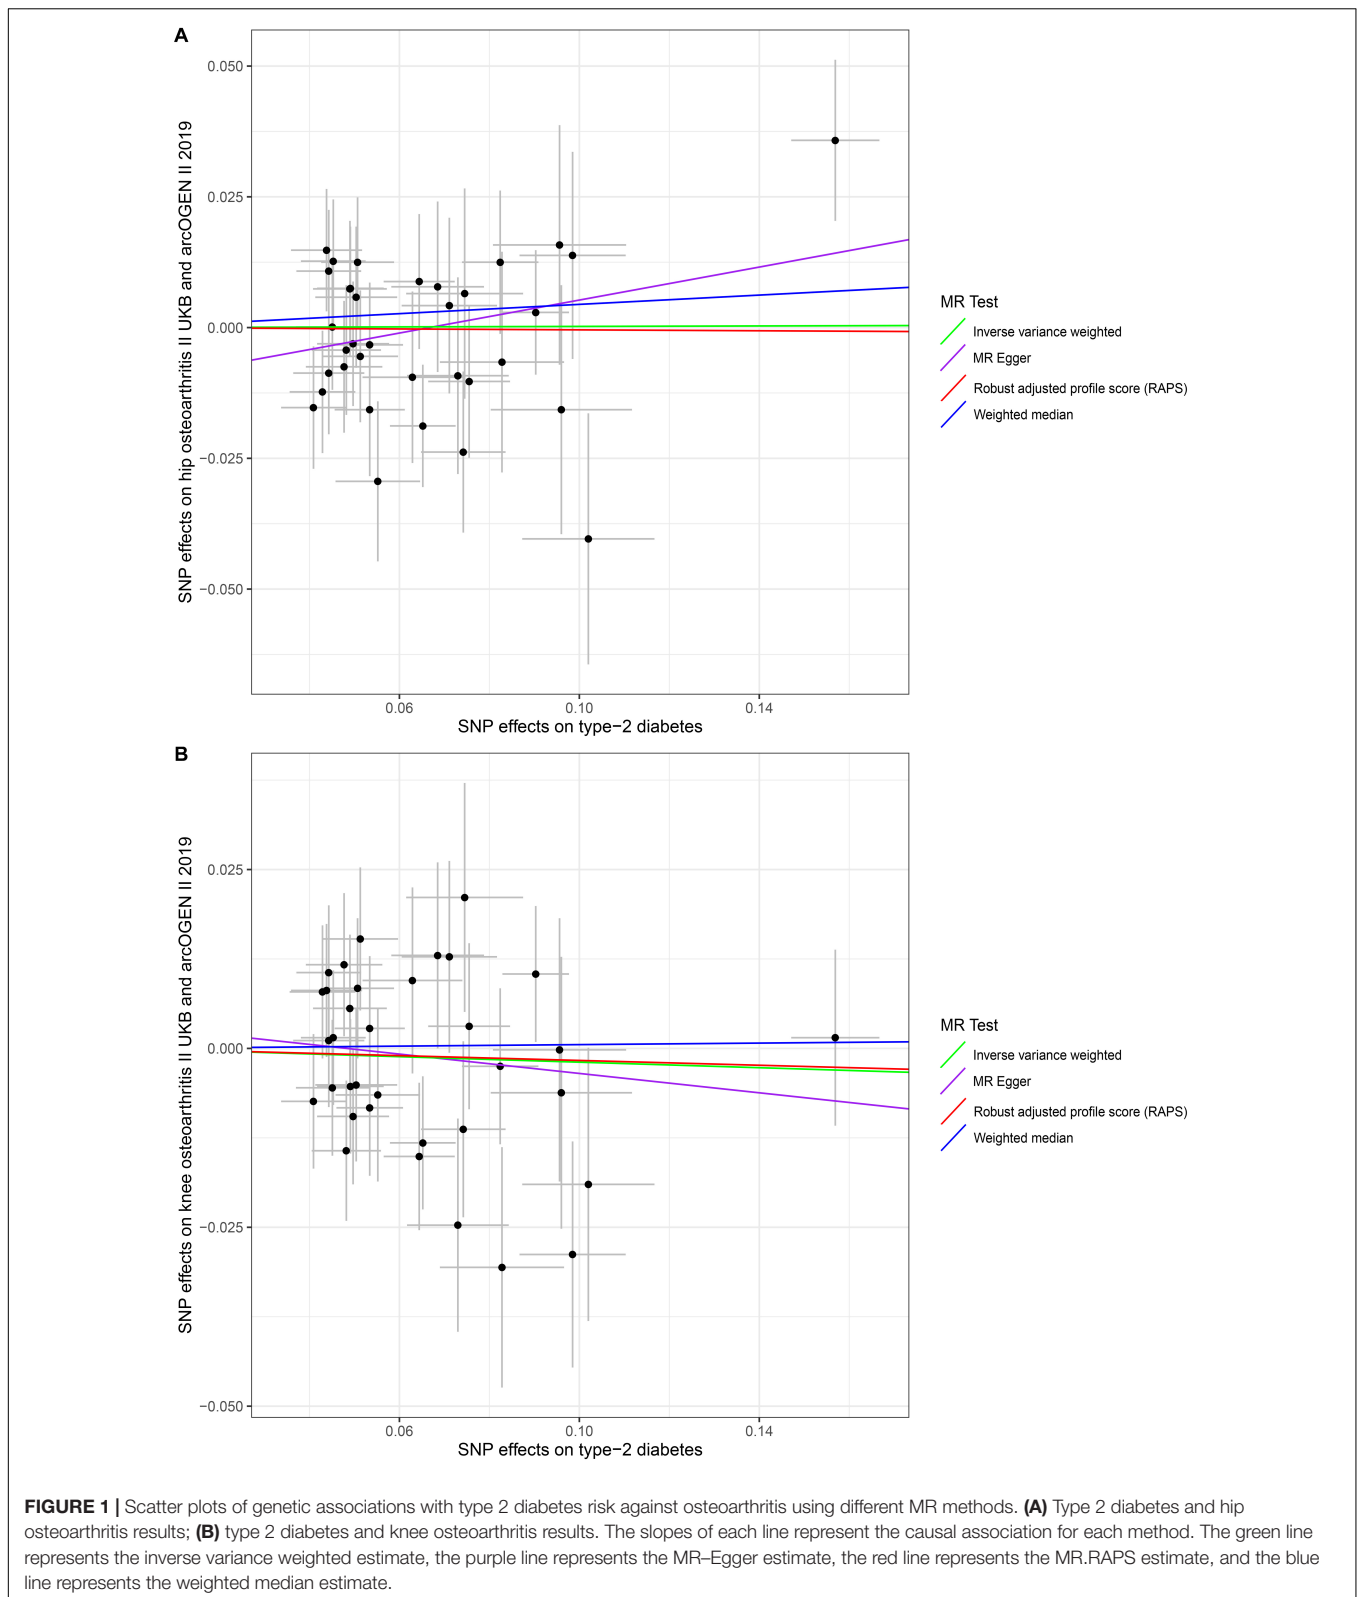 A
0.050
0.025
0.000
−0.025
−0.050
SNP effects on hip osteoarthritis II UKB and arcOGEN II 2019
0.06 0.10 0.14
SNP effects on type−2 diabetes
MR Test
Inverse variance weighted
MR Egger
Robust adjusted profile score (RAPS)
Weighted median
B
0.025
0.000
−0.025
−0.050
SNP effects on knee osteoarthritis II UKB and arcOGEN II 2019
0.06 0.10 0.14
SNP effects on type−2 diabetes
MR Test
Inverse variance weighted
MR Egger
Robust adjusted profile score (RAPS)
Weighted median
FIGURE 1 | Scatter plots of genetic associations with type 2 diabetes risk against osteoarthritis using different MR methods. (A) Type 2 diabetes and hip
osteoarthritis results; (B) type 2 diabetes and knee osteoarthritis results. The slopes of each line represent the causal association for each method. The green line
represents the inverse variance weighted estimate, the purple line represents the MR–Egger estimate, the red line represents the MR.RAPS estimate, and the blue
line represents the weighted median estimate.